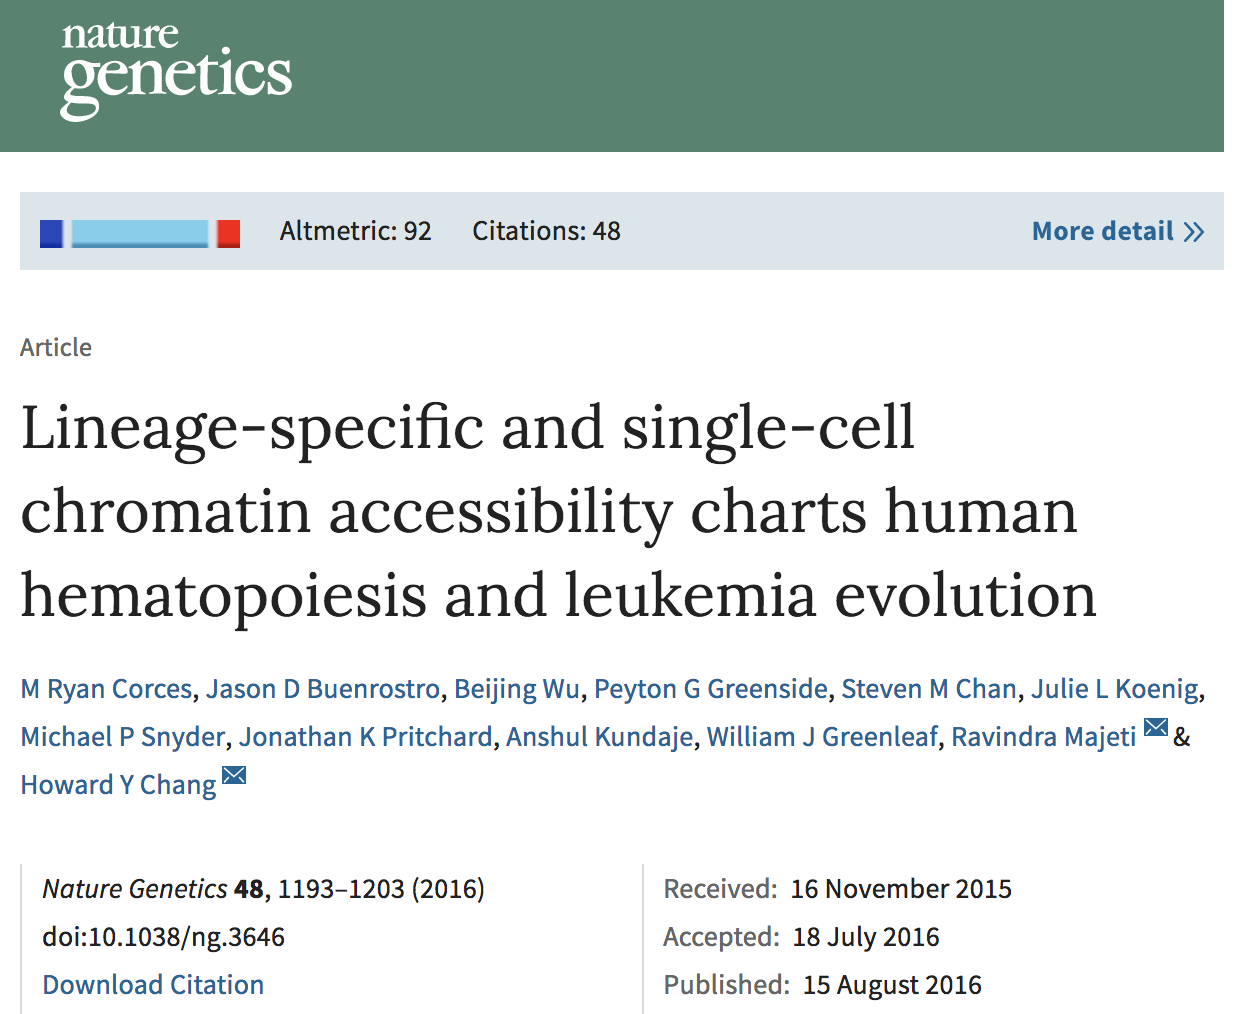 nature
genetics
Altmetric: 92 Citations: 48 More detail »
Article
Lineage-specific and single-cell
chromatin accessibility charts human
hematopoiesis and leukemia evolution
M Ryan Corces, Jason D Buenrostro, Beijing Wu, Peyton G Greenside, Steven M Chan, Julie L Koenig,
Michael P Snyder, Jonathan K Pritchard, Anshul Kundaje, William J Greenleaf, Ravindra Majeti &
Howard Y Chang
Nature Genetics 48, 1193–1203 (2016)
doi:10.1038/ng.3646
Download Citation
Received: 16 November 2015
Accepted: 18 July 2016
Published: 15 August 2016